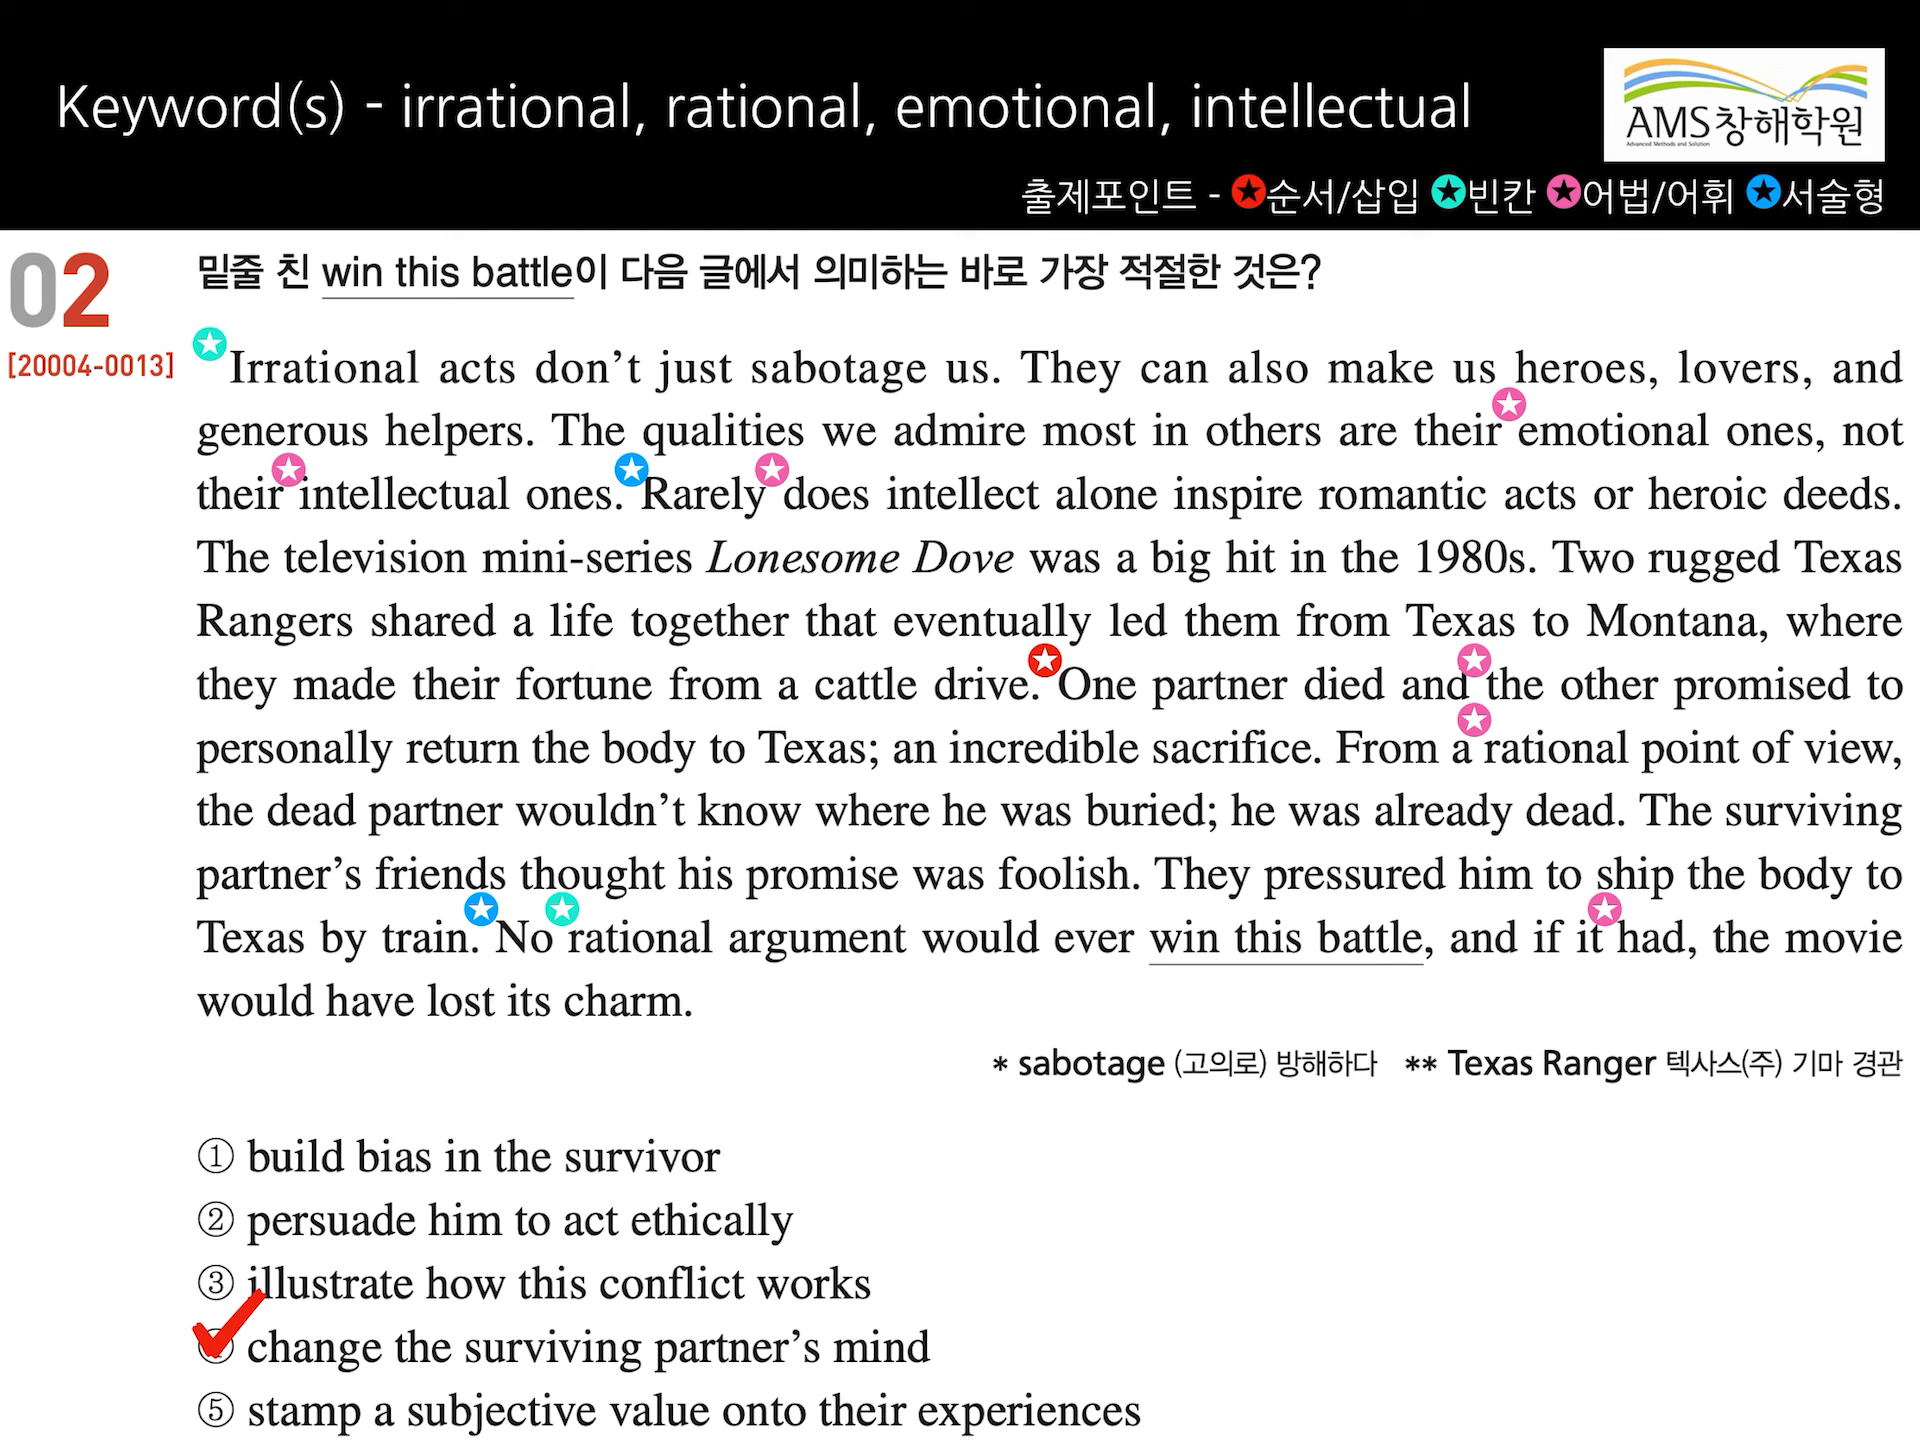 Keyword(s) - irrational, rational, emotional, intellectual
AMS창해학원
Advanced Methods and Solution
출제포인트 - 순서/삽입 빈칸 어법/어휘 서술형
02
[20004-0013]
밑줄 친 win this battle이 다음 글에서 의미하는 바로 가장 적절한 것은?
Irrational acts don’t just sabotage us. They can also make us heroes, lovers, and
generous helpers. The qualities we admire most in others are their emotional ones, not
their intellectual ones. Rarely does intellect alone inspire romantic acts or heroic deeds.
The television mini-series Lonesome Dove was a big hit in the 1980s. Two rugged Texas
Rangers shared a life together that eventually led them from Texas to Montana, where
they made their fortune from a cattle drive. One partner died and the other promised to
personally return the body to Texas; an incredible sacrifice. From a rational point of view,
the dead partner wouldn’t know where he was buried; he was already dead. The surviving
partner’s friends thought his promise was foolish. They pressured him to ship the body to
Texas by train. No rational argument would ever win this battle, and if it had, the movie
would have lost its charm.
* sabotage (고의로) 방해하다 ** Texas Ranger 텍사스(주) 기마 경관
① build bias in the survivor
② persuade him to act ethically
③ illustrate how this conflict works
change the surviving partner’s mind
⑤ stamp a subjective value onto their experiences